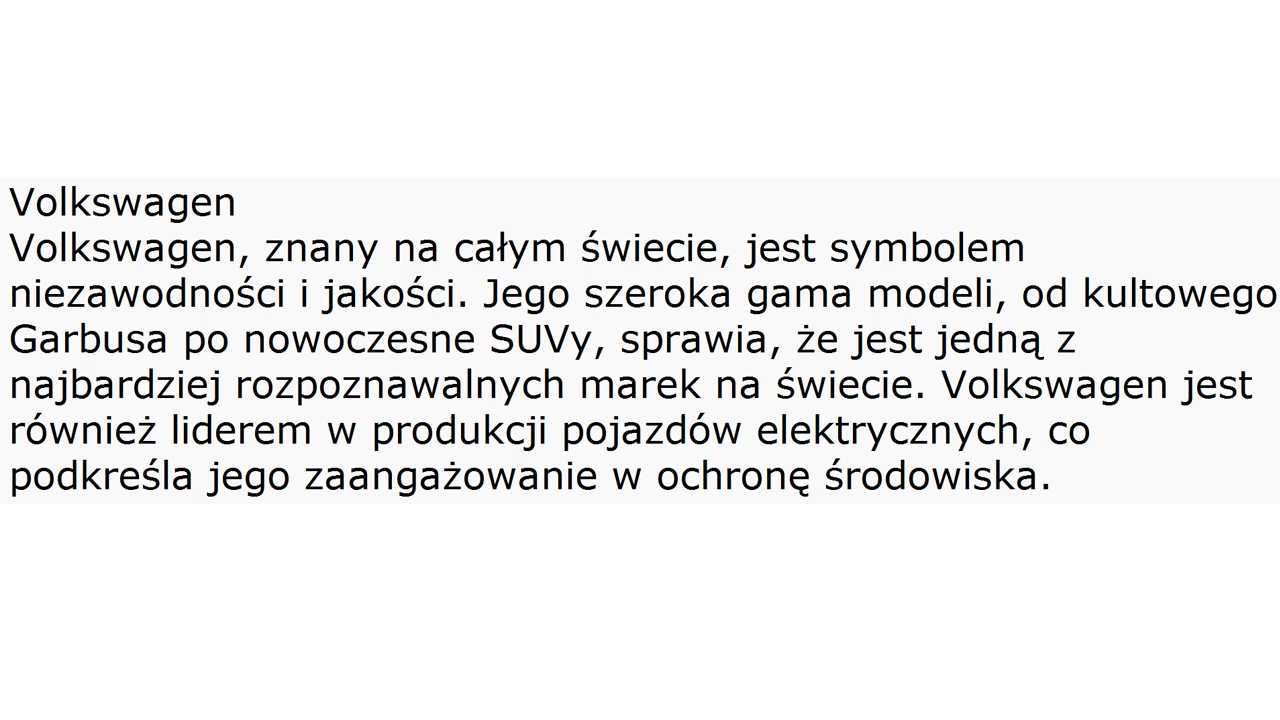 Volkswagen
Volkswagen, znany na całym świecie, jest symbolem
niezawodności i jakości. Jego szeroka gama modeli, od kultowego
Garbusa po nowoczesne SUVy, sprawia, że jest jedną z
najbardziej rozpoznawalnych marek na świecie. Volkswagen jest
również liderem w produkcji pojazdów elektrycznych, co
podkreśla jego zaangażowanie w ochronę środowiska.